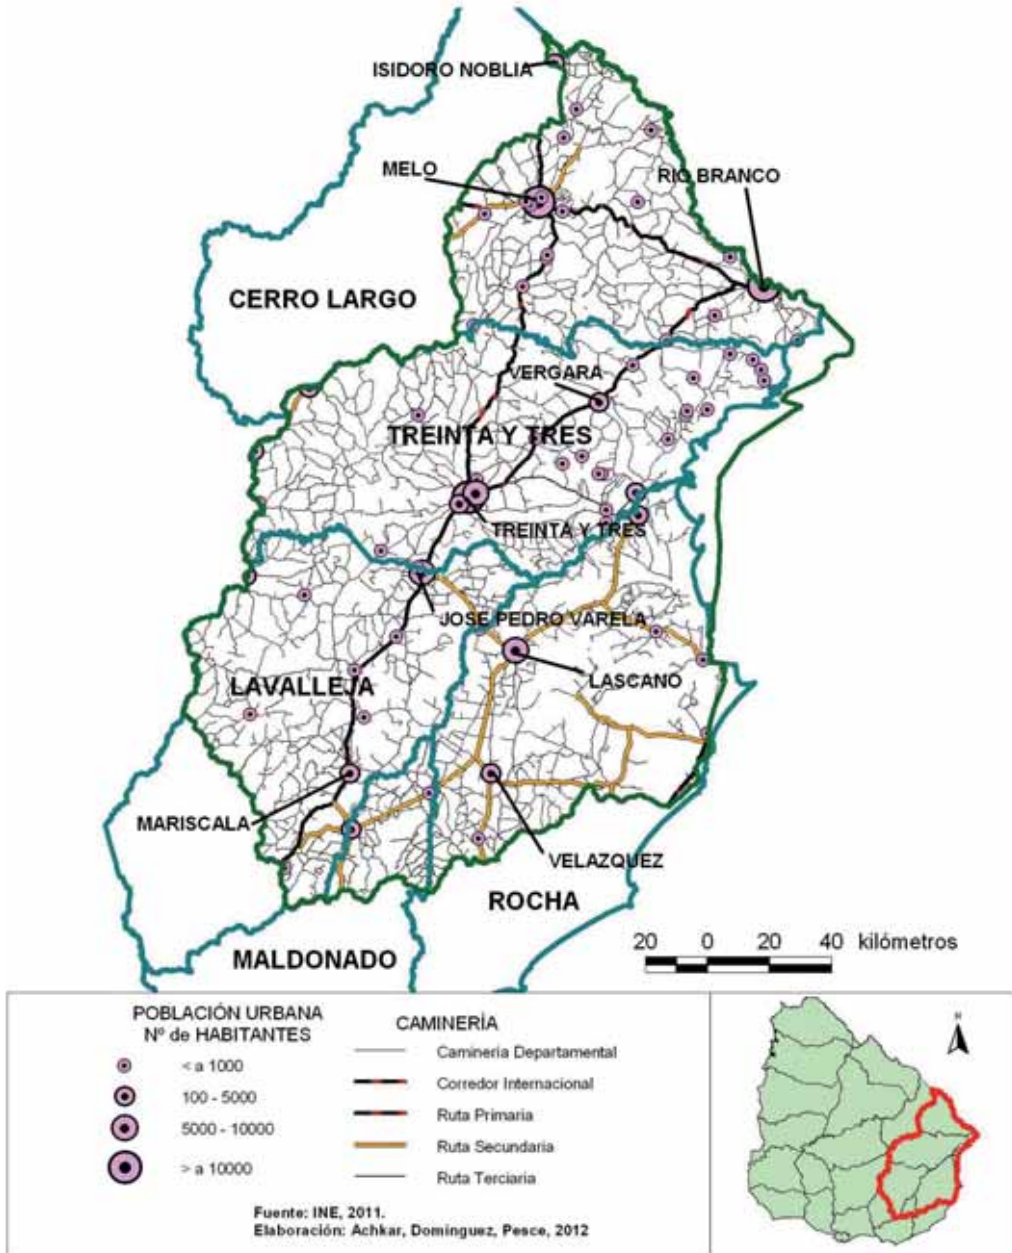 ISIDORO NOBLIA
MELO
RIO BRANCO
CERRO LARGO
VERGARA
TREINTA Y TRES
TREINTA Y TRES
JOSE PEDRO VARELA
LAVALLEJA
LASCANO
MARISCALA
VELAZQUEZ
ROCHA
MALDONADO
20 0 20 40 kilómetros
POBLACIÓN URBANA
Nº de HABITANTES
< a 1000
100 - 5000
5000 - 10000
> a 10000
CAMINERÍA
Caminería Departamental
Corredor Internacional
Ruta Primaria
Ruta Secundaria
Ruta Terciaria
Fuente: INE, 2011.
Elaboración: Achkar, Domínguez, Pesce, 2012
N